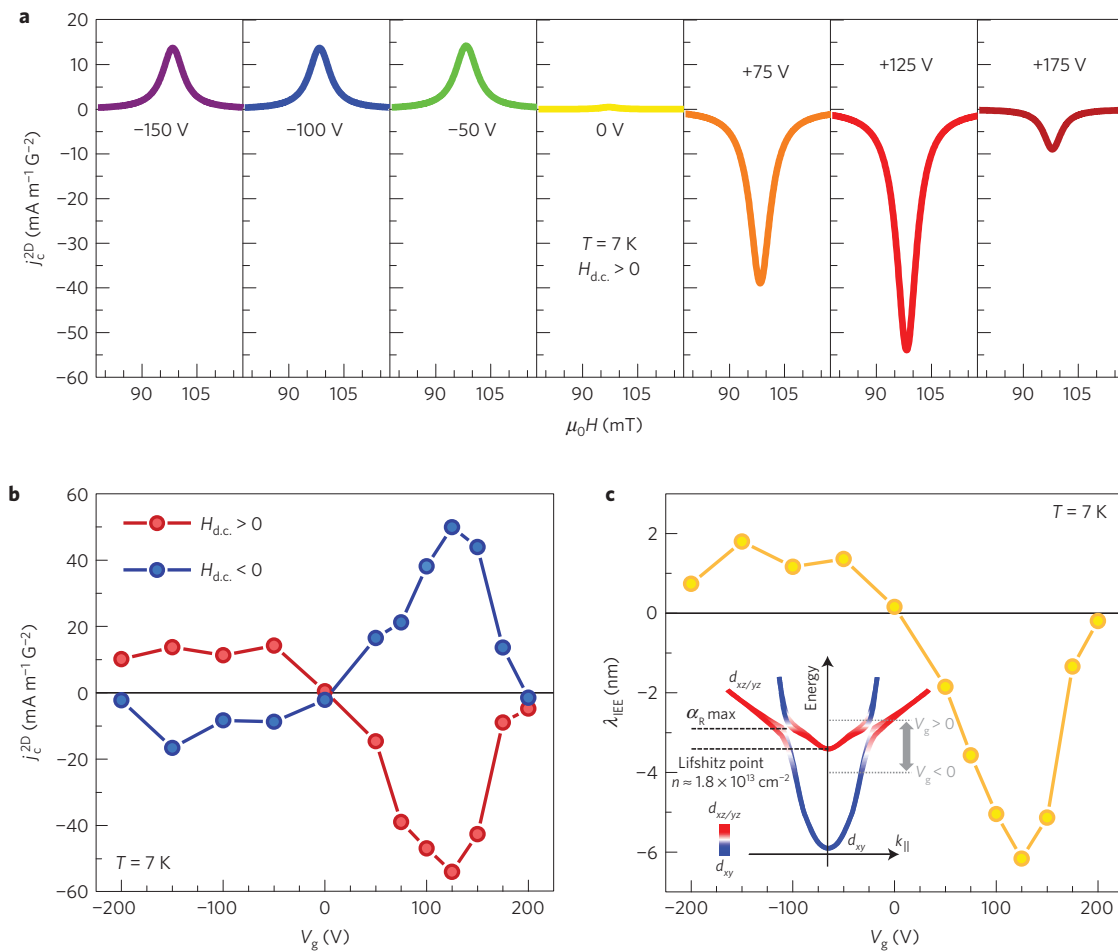 a
20
10
0
−10
−20
−30
−40
−50
−60
j_c^2D (mA m⁻¹ G⁻²)
−150 V
−100 V
−50 V
0 V
+75 V
+125 V
+175 V
T = 7 K
H_d.c. > 0
90 105 90 105 90 105 90 105 90 105 90 105 90 105
μ₀H (mT)
b
60
40
20
0
−20
−40
−60
j_c^2D (mA m⁻¹ G⁻²)
H_d.c. > 0
H_d.c. < 0
T = 7 K
−200 −100 0 100 200
V_g (V)
c
2
0
−2
−4
−6
λ_IEE (nm)
T = 7 K
Energy
d_xz/yz
α_R max
V_g > 0
Lifshitz point
n ≈ 1.8 × 10¹³ cm⁻²
V_g < 0
d_xz/yz
d_xy
d_xy
k_||
−200 −100 0 100 200
V_g (V)